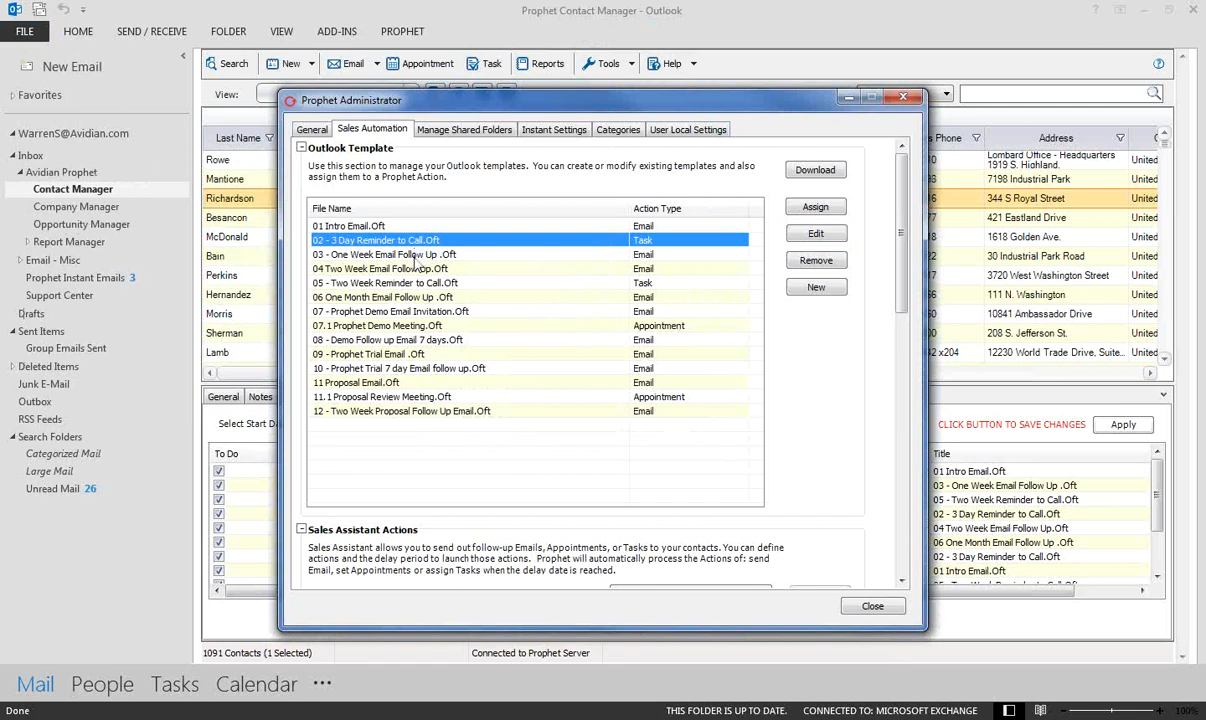 Prophet Contact Manager - Outlook
FILE HOME SEND / RECEIVE FOLDER VIEW ADD-INS PROPHET
New Email
Favorites
WarrenS@Avidian.com
Inbox
Avidian Prophet
Contact Manager
Company Manager
Opportunity Manager
Report Manager
Email - Misc
Prophet Instant Emails 3
Support Center
Drafts
Sent Items
Group Emails Sent
Deleted Items
Junk E-Mail
Outbox
RSS Feeds
Search Folders
Categorized Mail
Large Mail
Unread Mail 26
Search New Email Appointment Task Reports Tools Help
View:
Last Name
Rowe
Mantione
Richardson
Besancon
McDonald
Bain
Perkins
Hernandez
Morris
Sherman
Lamb
Prophet Administrator
General Sales Automation Manage Shared Folders Instant Settings Categories User Local Settings
Outlook Template
Use this section to manage your Outlook templates. You can create or modify existing templates and also
assign them to a Prophet Action.
Download
Assign
Edit
Remove
New
File Name Action Type
01 Intro Email.Oft Email
02 - 3 Day Reminder to Call.Oft Task
03 - One Week Email Follow Up .Oft Email
04 Two Week Email Follow Up.Oft Email
05 - Two Week Reminder to Call.Oft Task
06 One Month Email Follow Up .Oft Email
07 - Prophet Demo Email Invitation.Oft Email
07.1 Prophet Demo Meeting.Oft Appointment
08 - Demo Follow up Email 7 days.Oft Email
09 - Prophet Trial Email .Oft Email
10 - Prophet Trial 7 day Email follow up.Oft Email
11 Proposal Email.Oft Email
11.1 Proposal Review Meeting.Oft Appointment
12 - Two Week Proposal Follow Up Email.Oft Email
Sales Assistant Actions
Sales Assistant allows you to send out follow-up Emails, Appointments, or Tasks to your contacts. You can define
actions and the delay period to launch those actions. Prophet will automatically process the Actions of: send
Email, set Appointments or assign Tasks when the delay date is reached.
Close
s Phone Address
10 Lombard Office - Headquarters
1919 S. Highland. United
7198 Industrial Park United
16 344 S Royal Street United
421 Eastland Drive United
1618 Golden Ave. United
30 Industrial Park Road United
3720 West Washington Street United
111 N. Washington United
10841 Ambassador Drive United
208 S. Jefferson St. United
42 x204 12230 World Trade Drive, Suite... United
General Notes
Select Start Da
To Do
CLICK BUTTON TO SAVE CHANGES Apply
Title
01 Intro Email.Oft
03 - One Week Email Follow Up .Oft
05 - Two Week Reminder to Call.Oft
02 - 3 Day Reminder to Call.Oft
04 Two Week Email Follow Up.Oft
06 One Month Email Follow Up .Oft
02 - 3 Day Reminder to Call.Oft
01 Intro Email.Oft
1091 Contacts (1 Selected) Connected to Prophet Server
Mail People Tasks Calendar •••
Done THIS FOLDER IS UP TO DATE. CONNECTED TO: MICROSOFT EXCHANGE 100%